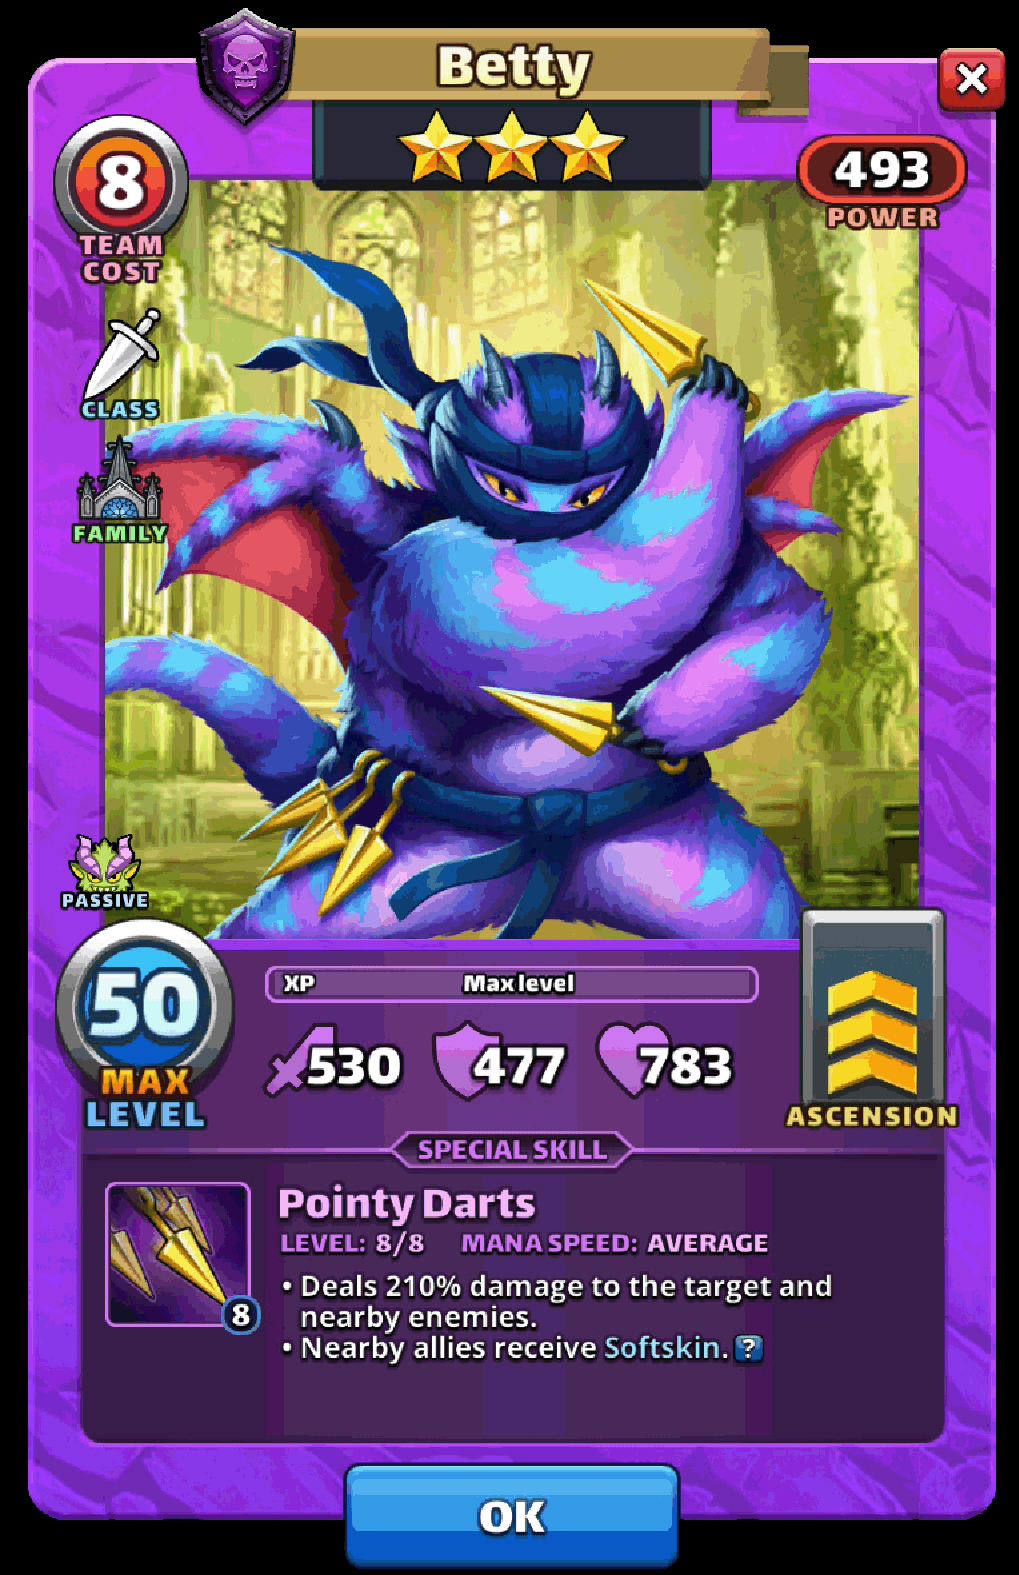 Betty
8
TEAM
COST
493
POWER
CLASS
FAMILY
PASSIVE
50
MAX
LEVEL
XP Max level
530 477 783
ASCENSION
SPECIAL SKILL
Pointy Darts
LEVEL: 8/8 MANA SPEED: AVERAGE
8
• Deals 210% damage to the target and
nearby enemies.
• Nearby allies receive Softskin. ?
OK